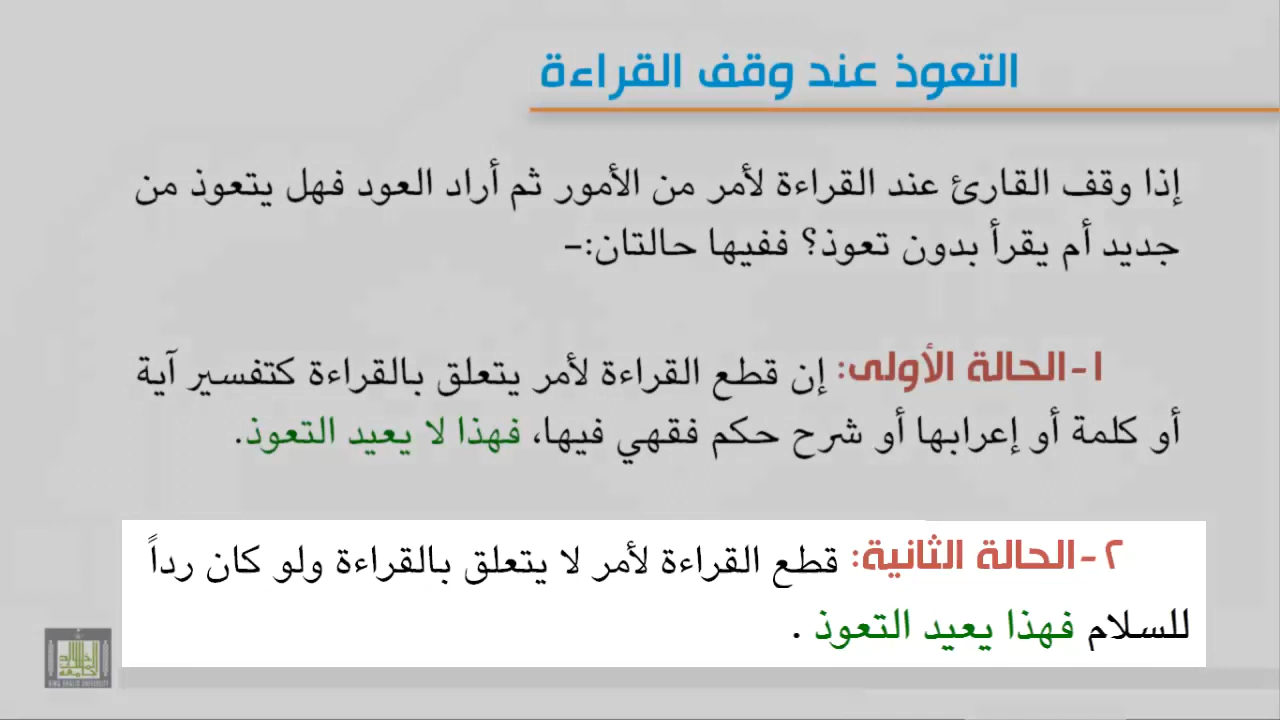 التعوذ عند وقف القراءة
إذا وقف القارئ عند القراءة لأمر من الأمور ثم أراد العود فهل يتعوذ من
جديد أم يقرأ بدون تعوذ؟ ففيها حالتان:-
١-الحالة الأولى: إن قطع القراءة لأمر يتعلق بالقراءة كتفسير آية
أو كلمة أو إعرابها أو شرح حكم فقهي فيها، فهذا لا يعيد التعوذ.
٢-الحالة الثانية: قطع القراءة لأمر لا يتعلق بالقراءة ولو كان رداً
للسلام فهذا يعيد التعوذ .
KING KHALID UNIVERSITY